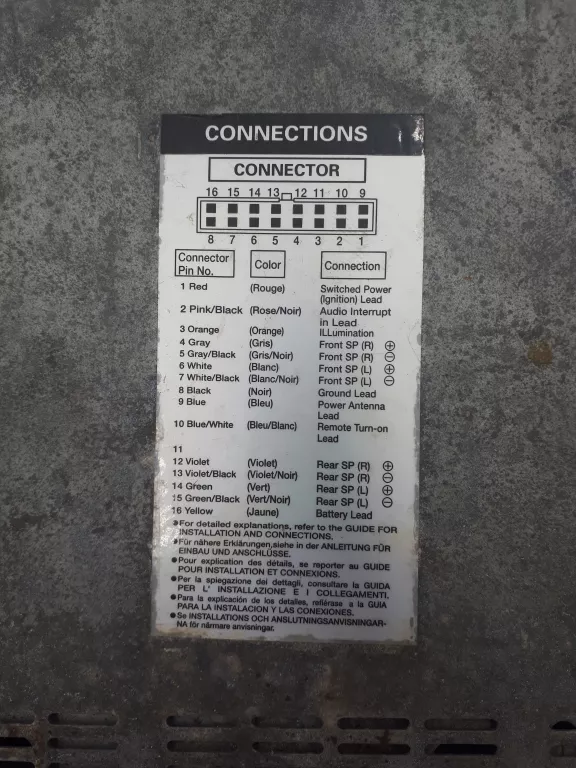 CONNECTIONS
CONNECTOR
16 15 14 13 12 11 10 9
8 7 6 5 4 3 2 1
Connector Pin No. Color Connection
1 Red (Rouge) Switched Power
(Ignition) Lead
2 Pink/Black (Rose/Noir) Audio Interrupt
in Lead
3 Orange (Orange) ILLumination
4 Gray (Gris) Front SP (R) ⊕
5 Gray/Black (Gris/Noir) Front SP (R) ⊖
6 White (Blanc) Front SP (L) ⊕
7 White/Black (Blanc/Noir) Front SP (L) ⊖
8 Black (Noir) Ground Lead
9 Blue (Bleu) Power Antenna
Lead
10 Blue/White (Bleu/Blanc) Remote Turn-on
Lead
11
12 Violet (Violet) Rear SP (R) ⊕
13 Violet/Black (Violet/Noir) Rear SP (R) ⊖
14 Green (Vert) Rear SP (L) ⊕
15 Green/Black (Vert/Noir) Rear SP (L) ⊖
16 Yellow (Jaune) Battery Lead
●For detailed explanations, refer to the GUIDE FOR
INSTALLATION AND CONNECTIONS.
●Für nähere Erklärungen,siehe in der ANLEITUNG FÜR
EINBAU UND ANSCHLÜSSE.
●Pour explication des détails, se reporter au GUIDE
POUR INSTALLATION ET CONNEXIONS.
●Per la spiegazione dei dettagli, consultare la GUIDA
PER L' INSTALLAZIONE E I COLLEGAMENTI.
●Para la explicación de los detalles, refiérase a la GUIA
PARA LA INSTALACION Y LAS CONEXIONES.
●Se INSTALLATIONS OCH ANSLUTNINGSANVISNINGAR-
NA för närmare anvisningar.